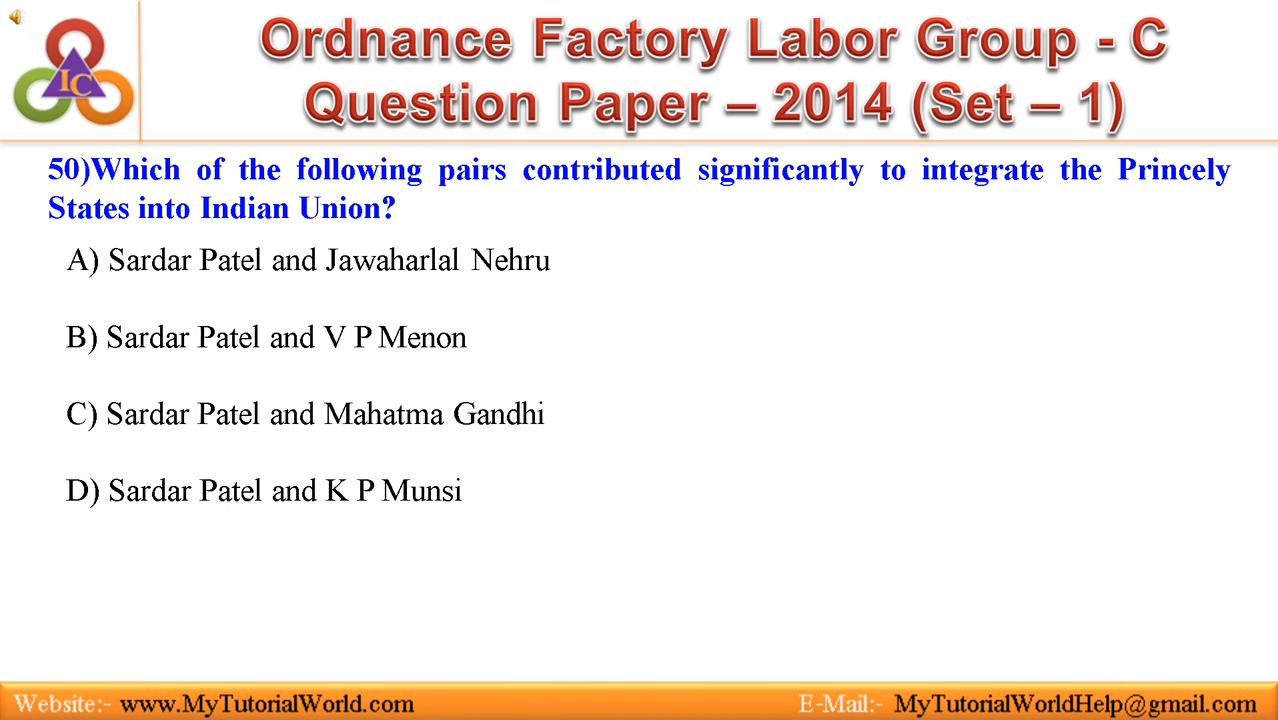 IC
Ordnance Factory Labor Group - C
Question Paper – 2014 (Set – 1)
50)Which of the following pairs contributed significantly to integrate the Princely
States into Indian Union?
A) Sardar Patel and Jawaharlal Nehru
B) Sardar Patel and V P Menon
C) Sardar Patel and Mahatma Gandhi
D) Sardar Patel and K P Munsi
Website:- www.MyTutorialWorld.com E-Mail:- MyTutorialWorldHelp@gmail.com